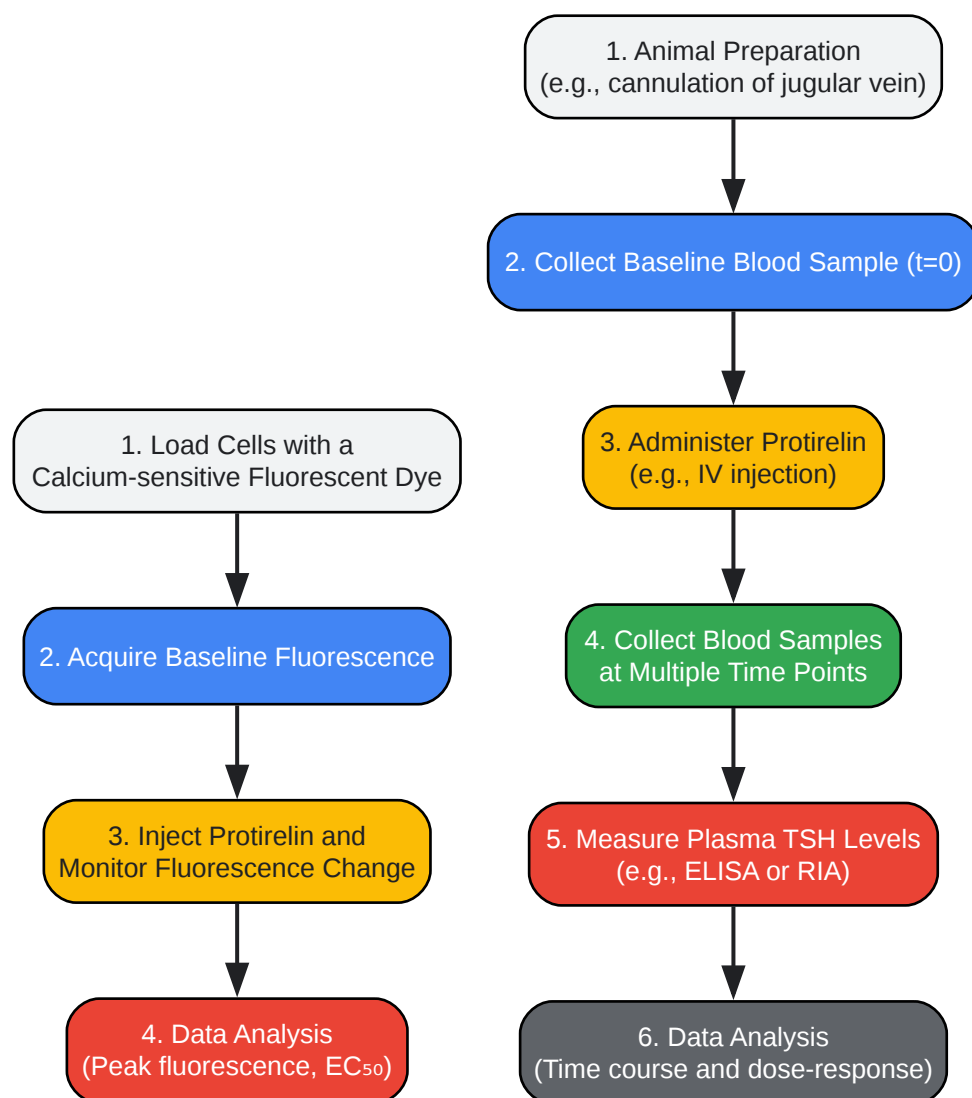 1. Load Cells with a
Calcium-sensitive Fluorescent Dye
2. Acquire Baseline Fluorescence
3. Inject Protirelin and
Monitor Fluorescence Change
4. Data Analysis
(Peak fluorescence, EC₅₀)
1. Animal Preparation
(e.g., cannulation of jugular vein)
2. Collect Baseline Blood Sample (t=0)
3. Administer Protirelin
(e.g., IV injection)
4. Collect Blood Samples
at Multiple Time Points
5. Measure Plasma TSH Levels
(e.g., ELISA or RIA)
6. Data Analysis
(Time course and dose-response)